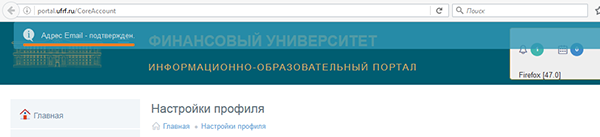 portal.ufrf.ru/CoreAccount
Поиск
Адрес Email - подтвержден.
ФИНАНСОВЫЙ УНИВЕРСИТЕТ
ИНФОРМАЦИОННО-ОБРАЗОВАТЕЛЬНЫЙ ПОРТАЛ
Firefox [47.0]
Главная
Настройки профиля
Главная » Настройки профиля